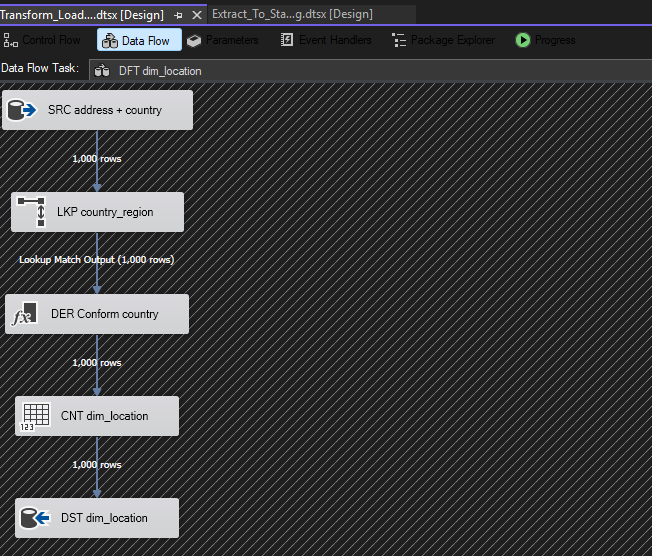 Transform_Load....dtsx [Design]
Extract_To_Sta...g.dtsx [Design]
Control Flow
Data Flow
Parameters
Event Handlers
Package Explorer
Progress
Data Flow Task:
DFT dim_location
SRC address + country
1,000 rows
LKP country_region
Lookup Match Output (1,000 rows)
fx
DER Conform country
1,000 rows
123
CNT dim_location
1,000 rows
DST dim_location